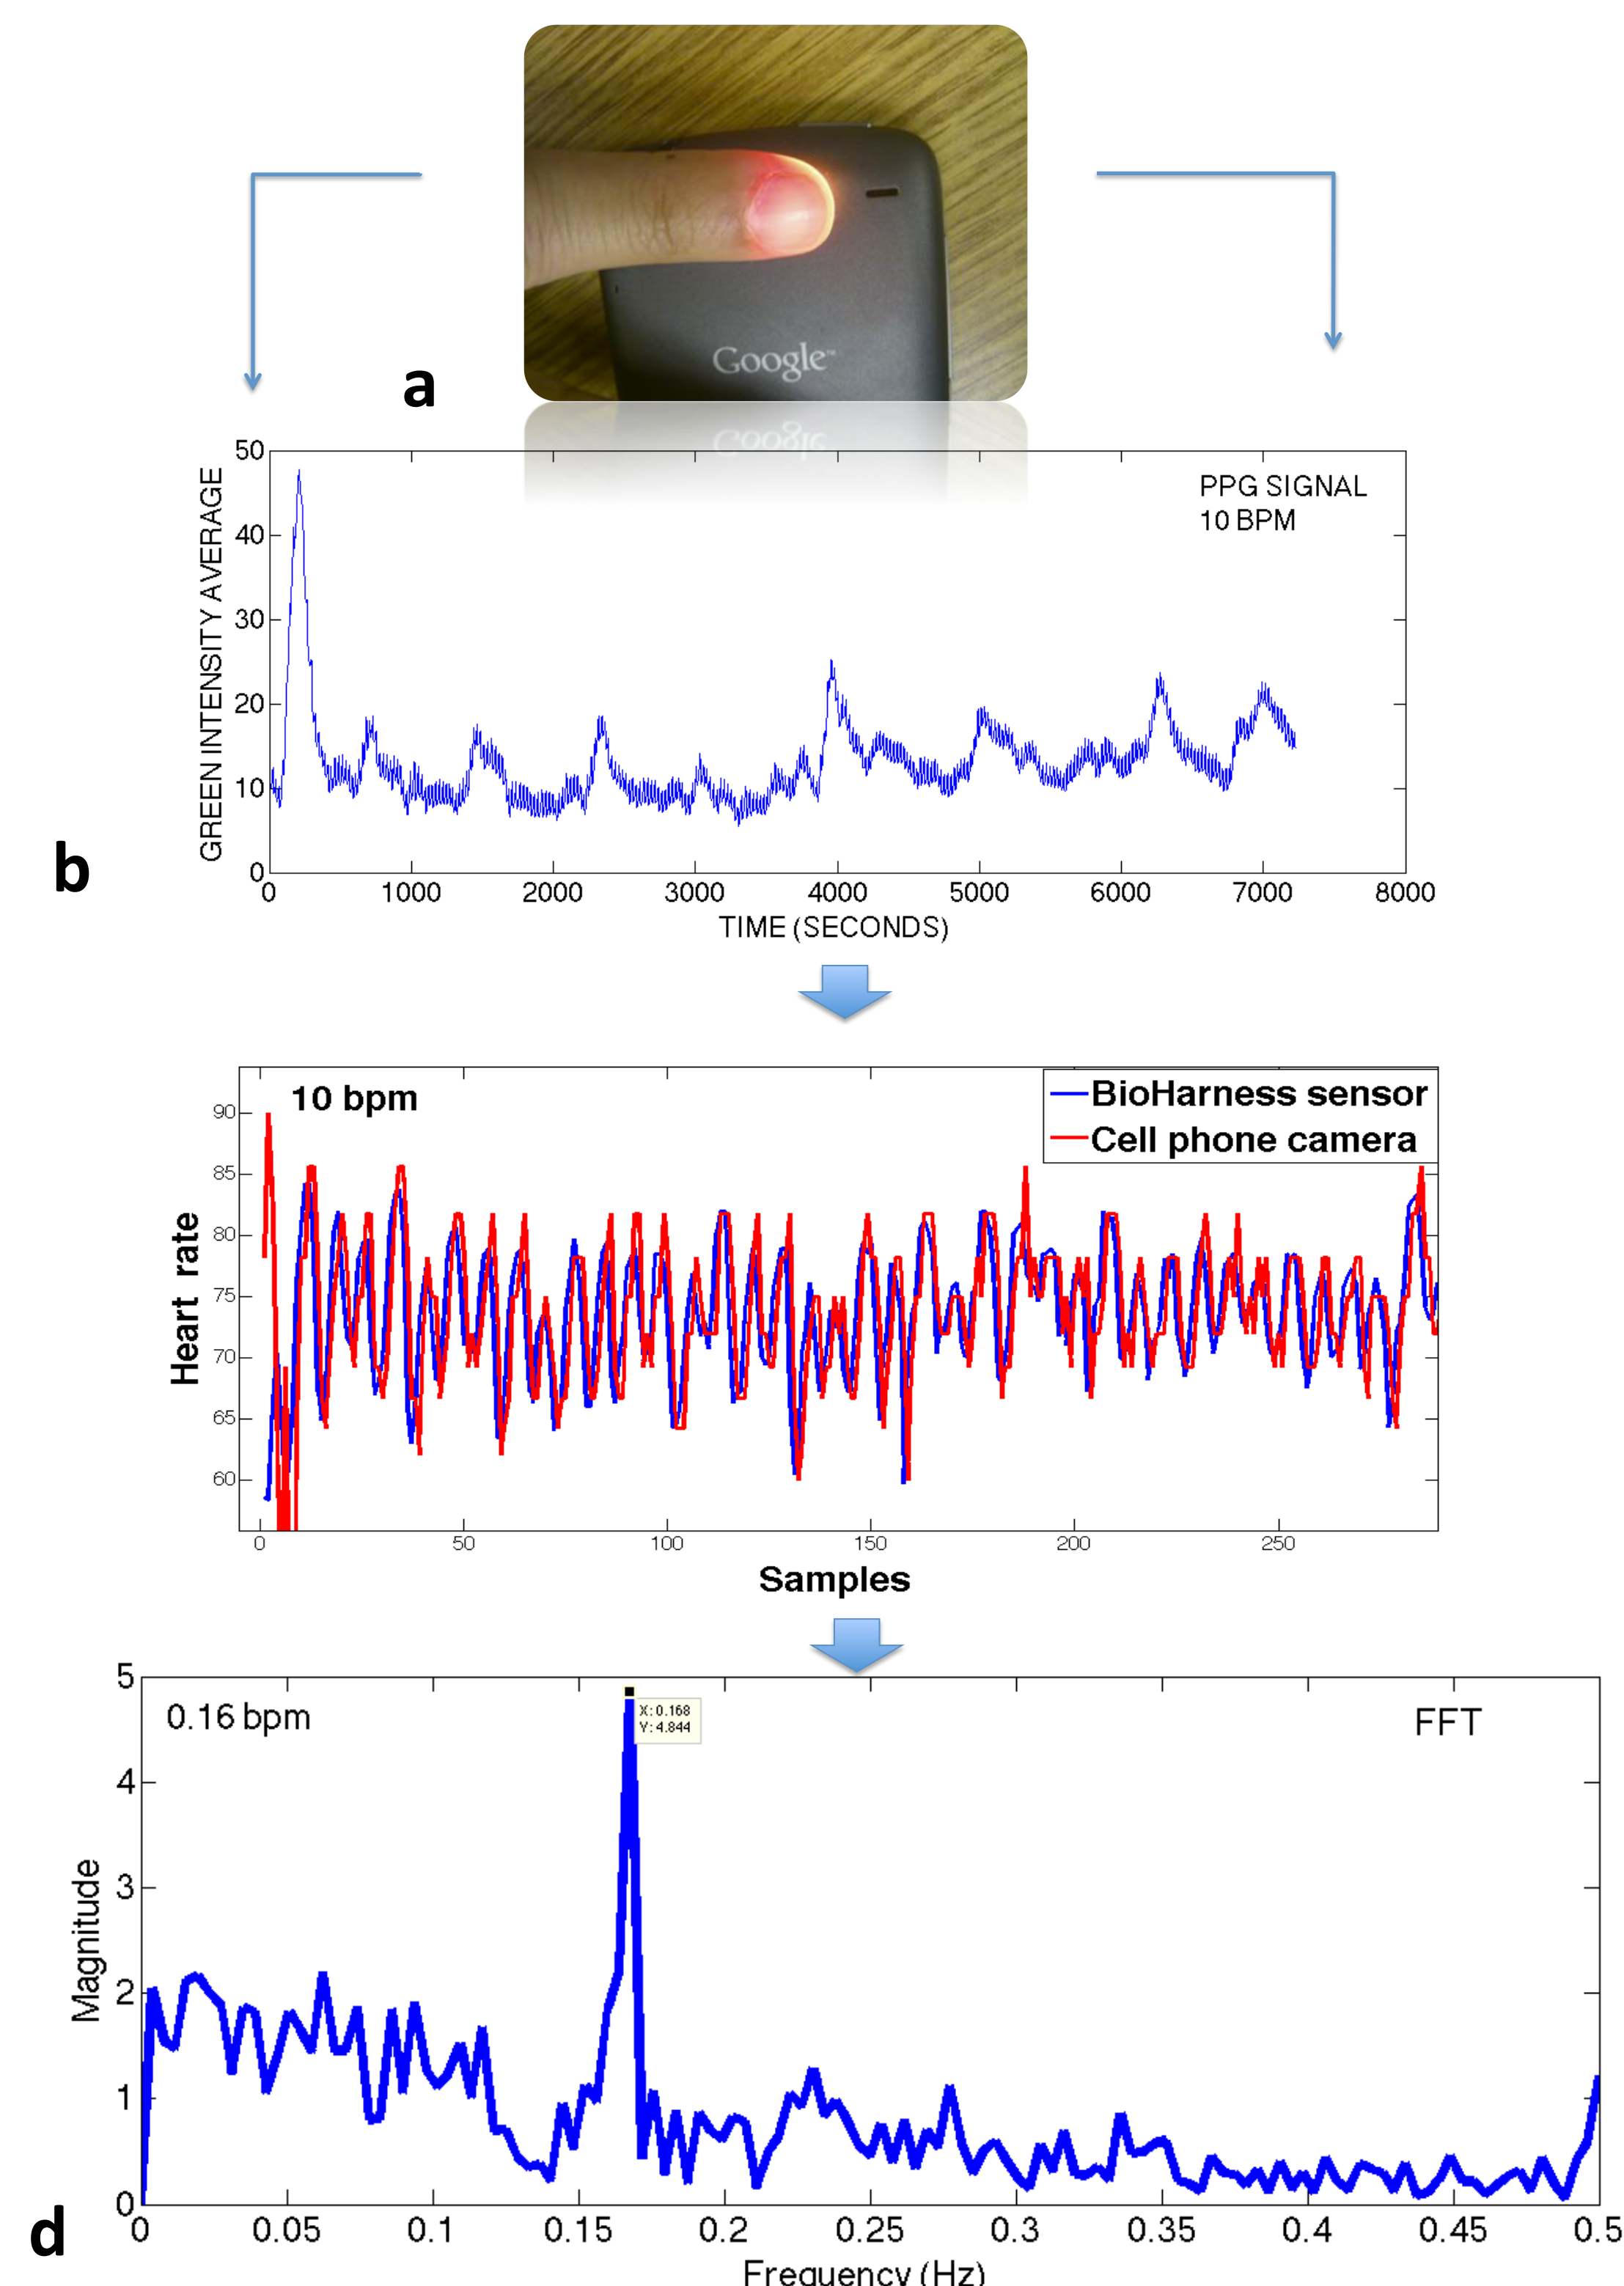 Google™
a
50
40
30
20
10
0
GREEN INTENSITY AVERAGE
PPG SIGNAL
10 BPM
0 1000 2000 3000 4000 5000 6000 7000 8000
TIME (SECONDS)
b
10 bpm
BioHarness sensor
Cell phone camera
90
85
80
75
70
65
60
Heart rate
0 50 100 150 200 250
Samples
0.16 bpm
X: 0.168
Y: 4.844
FFT
5
4
3
2
1
0
Magnitude
d
0 0.05 0.1 0.15 0.2 0.25 0.3 0.35 0.4 0.45 0.5
Frequency (Hz)